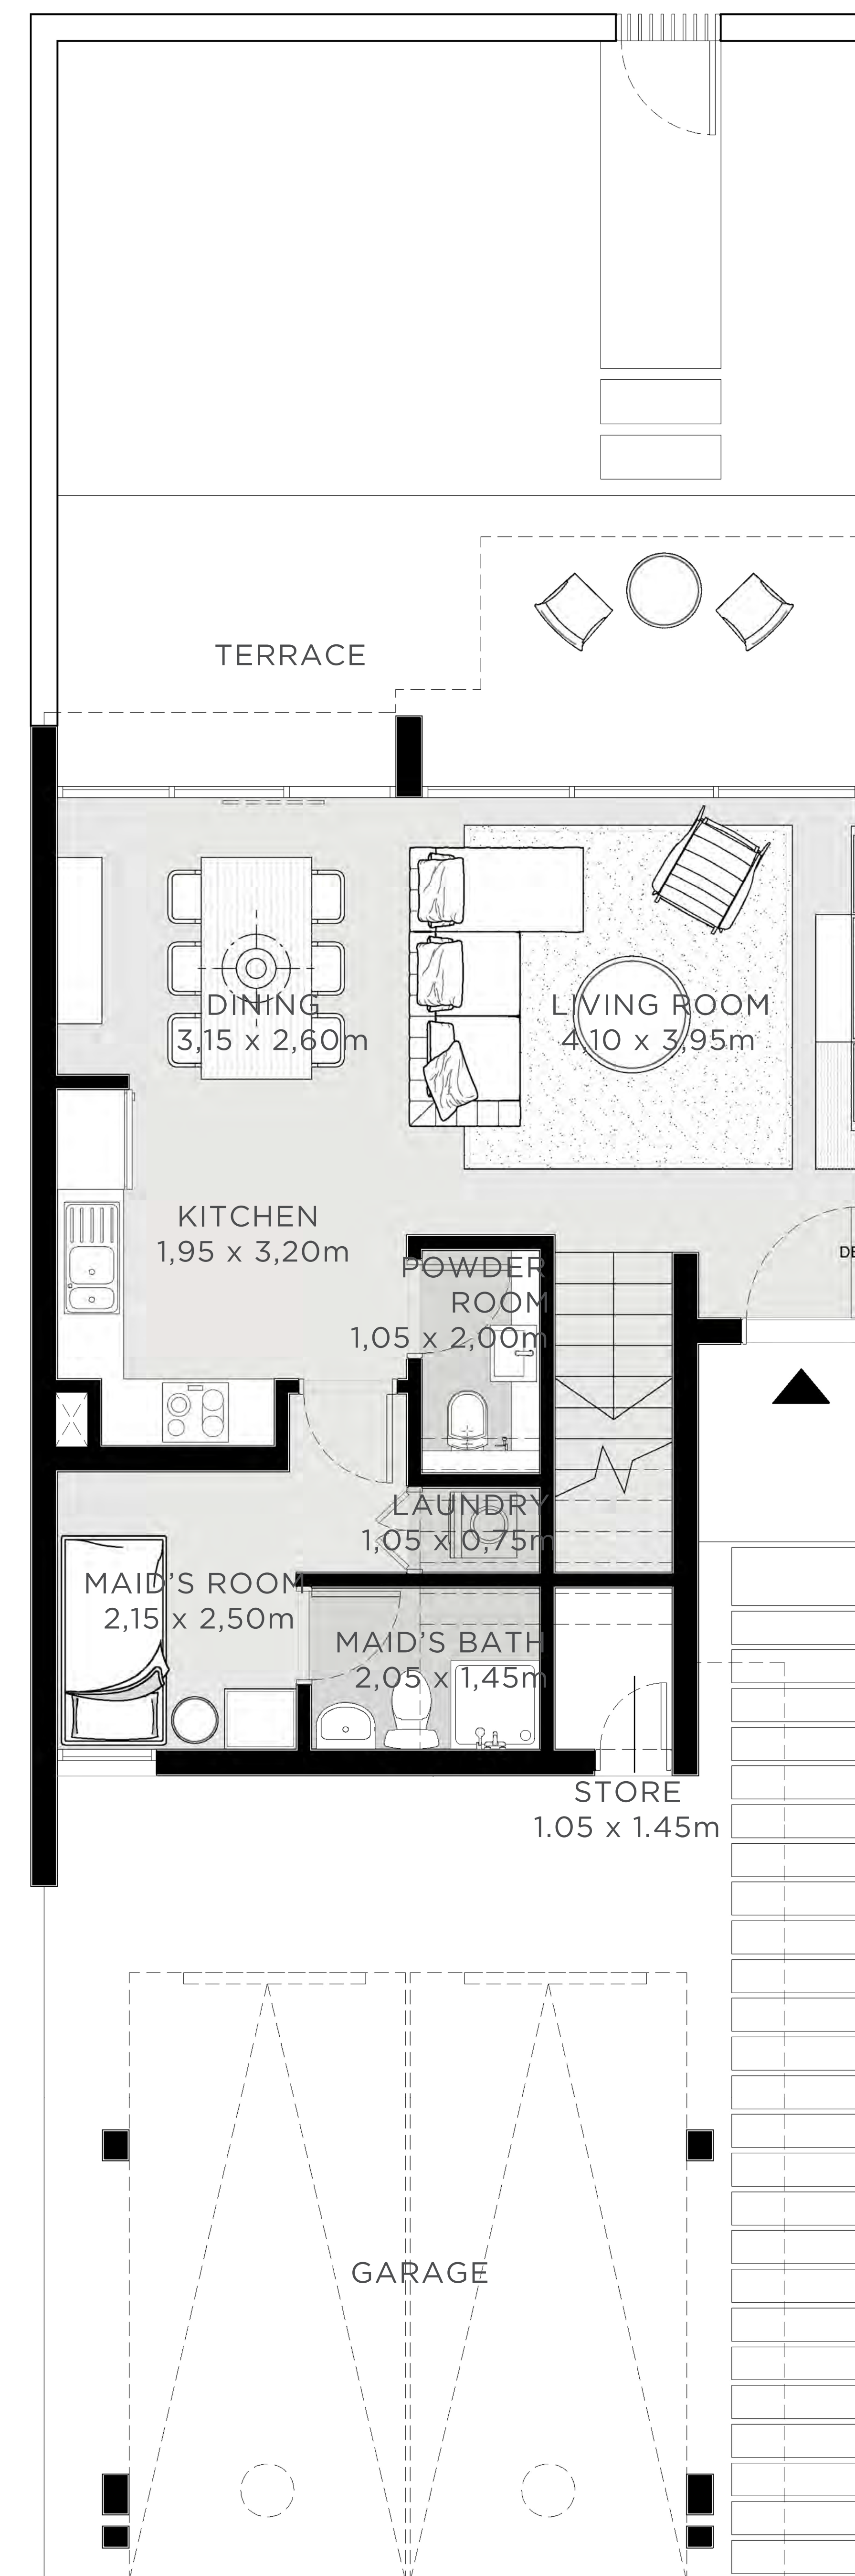 TERRACE
DINING
3,15 x 2,60m
LIVING ROOM
4,10 x 3,95m
KITCHEN
1,95 x 3,20m
POWDER
ROOM
1,05 x 2,00m
LAUNDRY
1,05 x 0,75m
MAID'S ROOM
2,15 x 2,50m
MAID'S BATH
2,05 x 1,45m
STORE
1.05 x 1.45m
GARAGE